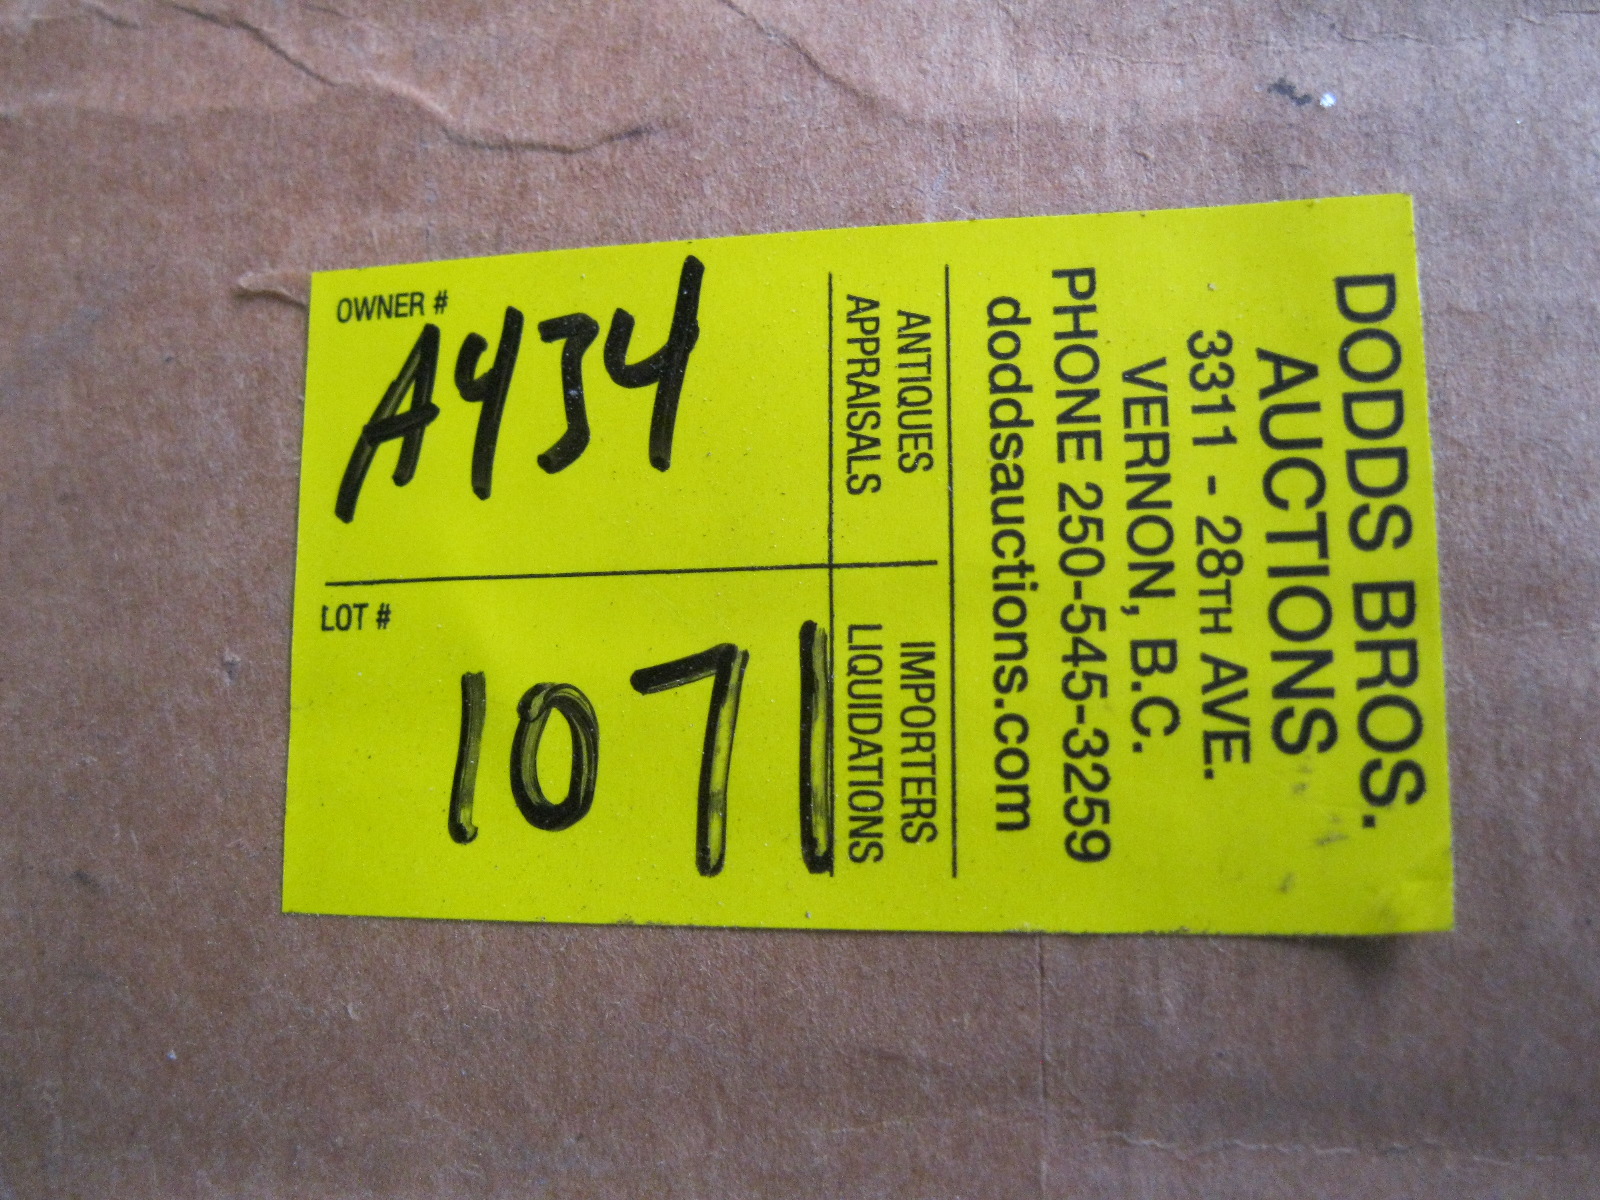 DODDS BROS.
AUCTIONS
3311 - 28TH AVE.
VERNON, B.C.
PHONE 250-545-3259
doddsauctions.com
ANTIQUES
APPRAISALS
IMPORTERS
LIQUIDATIONS
OWNER #
A434
LOT #
1071